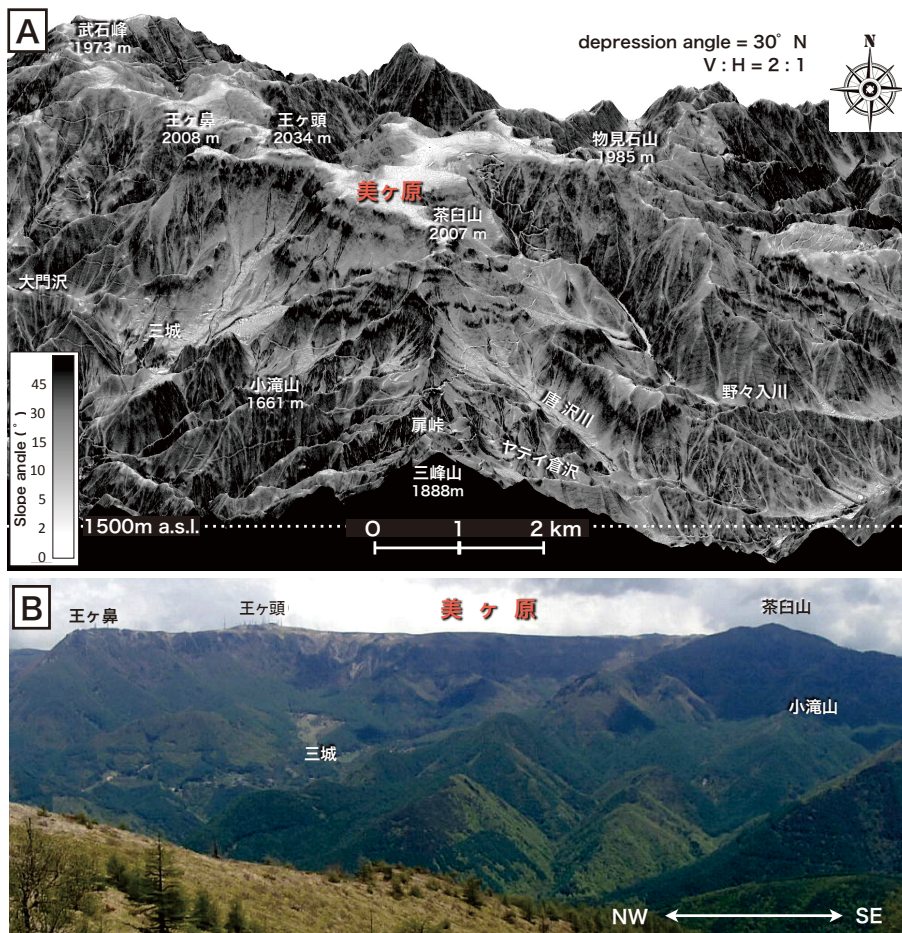 A
武石峰
1973 m
depression angle = 30° N
V : H = 2 : 1
N
王ヶ鼻
2008 m
王ヶ頭
2034 m
物見石山
1985 m
美ヶ原
茶臼山
2007 m
大門沢
三城
小滝山
1661 m
野々入川
唐沢川
扉峠
ヤデイ倉沢
三峰山
1888m
Slope angle (°)
45
30
15
10
5
2
0
1500m a.s.l.
0 1 2 km
B
王ヶ鼻
王ヶ頭
美ヶ原
茶臼山
小滝山
三城
NW SE